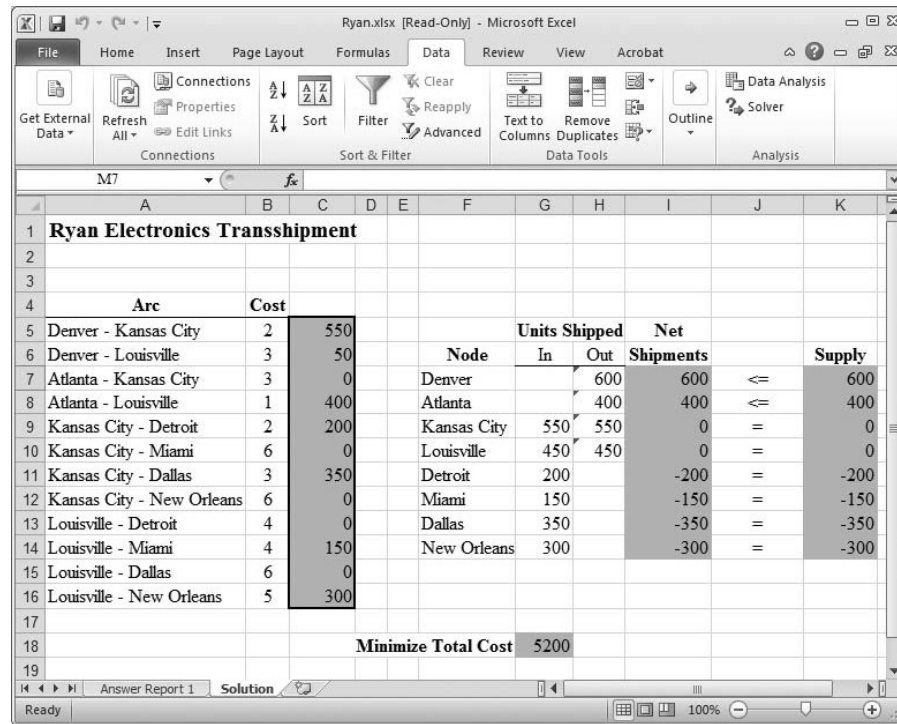 Ryan.xlsx [Read-Only] - Microsoft Excel
File Home Insert Page Layout Formulas Data Review View Acrobat
Get External Data
Refresh All
Connections
Properties
Edit Links
Connections
Sort
Filter
Clear
Reapply
Advanced
Sort & Filter
Text to Columns
Remove Duplicates
Data Tools
Outline
Data Analysis
Solver
Analysis
M7 fx
A B C D E F G H I J K
1 Ryan Electronics Transshipment
2
3
4 Arc Cost
5 Denver - Kansas City 2 550 Units Shipped Net
6 Denver - Louisville 3 50 Node In Out Shipments Supply
7 Atlanta - Kansas City 3 0 Denver 600 600 <= 600
8 Atlanta - Louisville 1 400 Atlanta 400 400 <= 400
9 Kansas City - Detroit 2 200 Kansas City 550 550 0 = 0
10 Kansas City - Miami 6 0 Louisville 450 450 0 = 0
11 Kansas City - Dallas 3 350 Detroit 200 -200 = -200
12 Kansas City - New Orleans 6 0 Miami 150 -150 = -150
13 Louisville - Detroit 4 0 Dallas 350 -350 = -350
14 Louisville - Miami 4 150 New Orleans 300 -300 = -300
15 Louisville - Dallas 6 0
16 Louisville - New Orleans 5 300
17
18 Minimize Total Cost 5200
19
Answer Report 1 Solution
Ready 100%